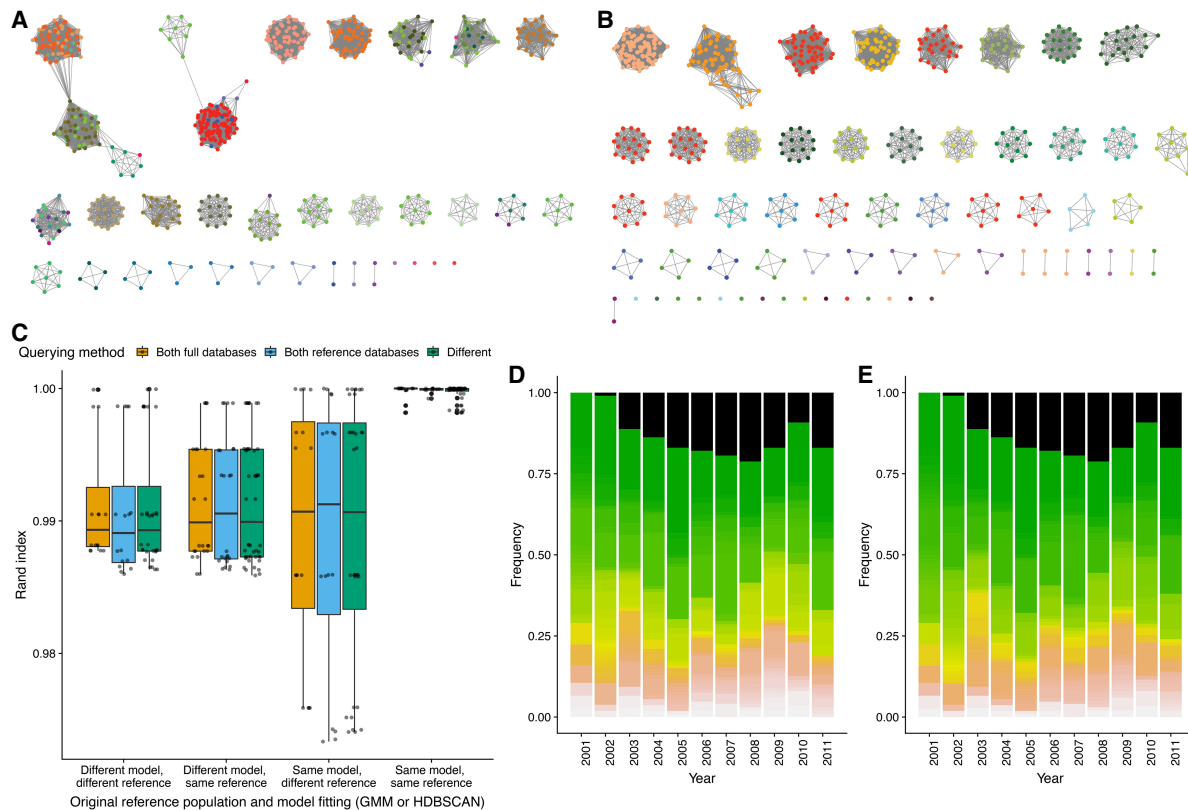 A
B
C
Querying method Both full databases Both reference databases Different
1.00
0.99
0.98
Rand index
Different model,
different reference
Different model,
same reference
Same model,
different reference
Same model,
same reference
Original reference population and model fitting (GMM or HDBSCAN)
D
1.00
0.75
0.50
0.25
0.00
Frequency
2001 2002 2003 2004 2005 2006 2007 2008 2009 2010 2011
Year
E
1.00
0.75
0.50
0.25
0.00
Frequency
2001 2002 2003 2004 2005 2006 2007 2008 2009 2010 2011
Year